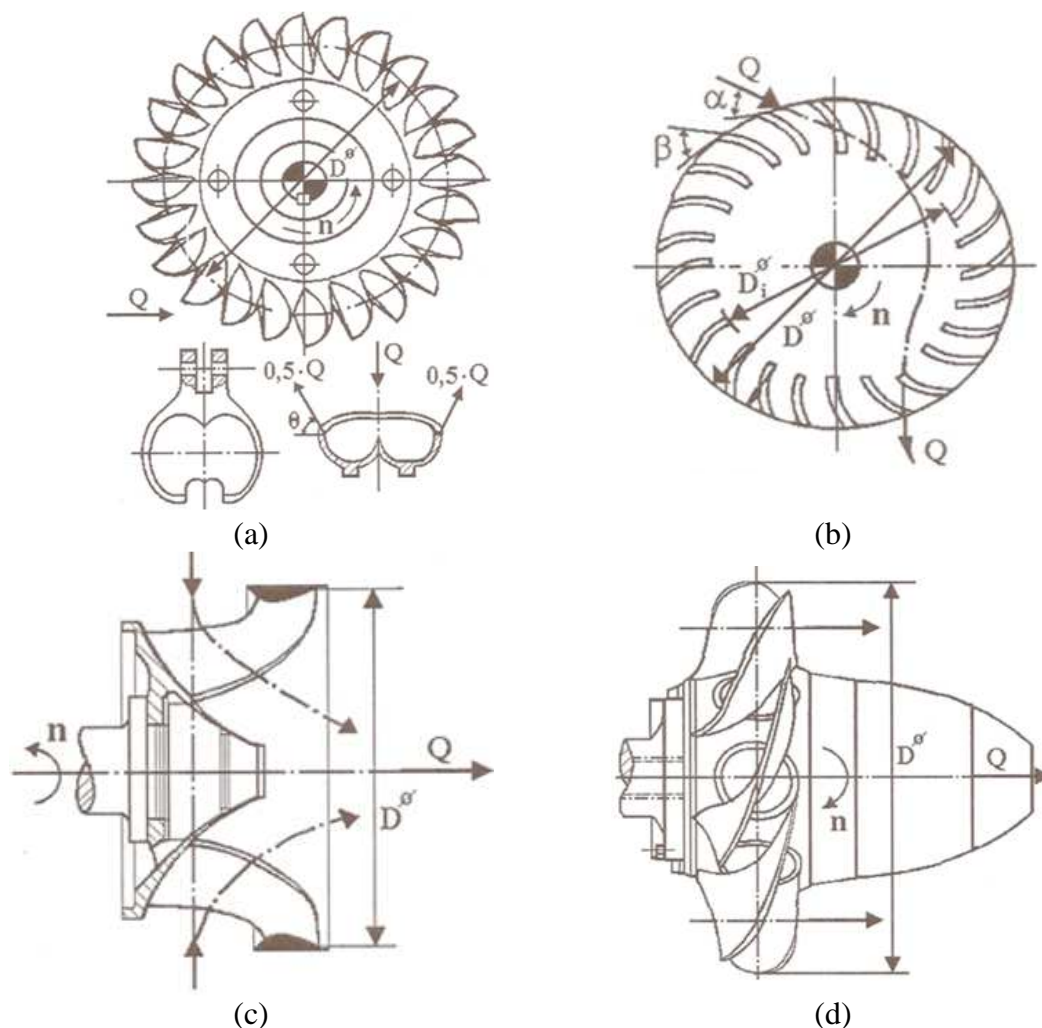 D^ø
n
Q
0,5·Q
θ
Q
0,5·Q
(a)
Q
α
β
D_i^ø
n
D^ø
Q
(b)
n
Q
D^ø
(c)
D^ø
Q
n
(d)